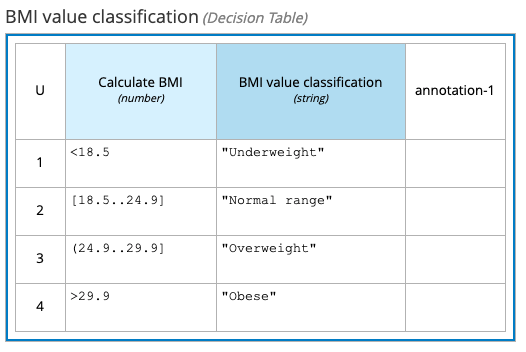 BMI value classification (Decision Table)
U Calculate BMI (number) BMI value classification (string) annotation-1
1 <18.5 "Underweight"
2 [18.5..24.9] "Normal range"
3 (24.9..29.9] "Overweight"
4 >29.9 "Obese"